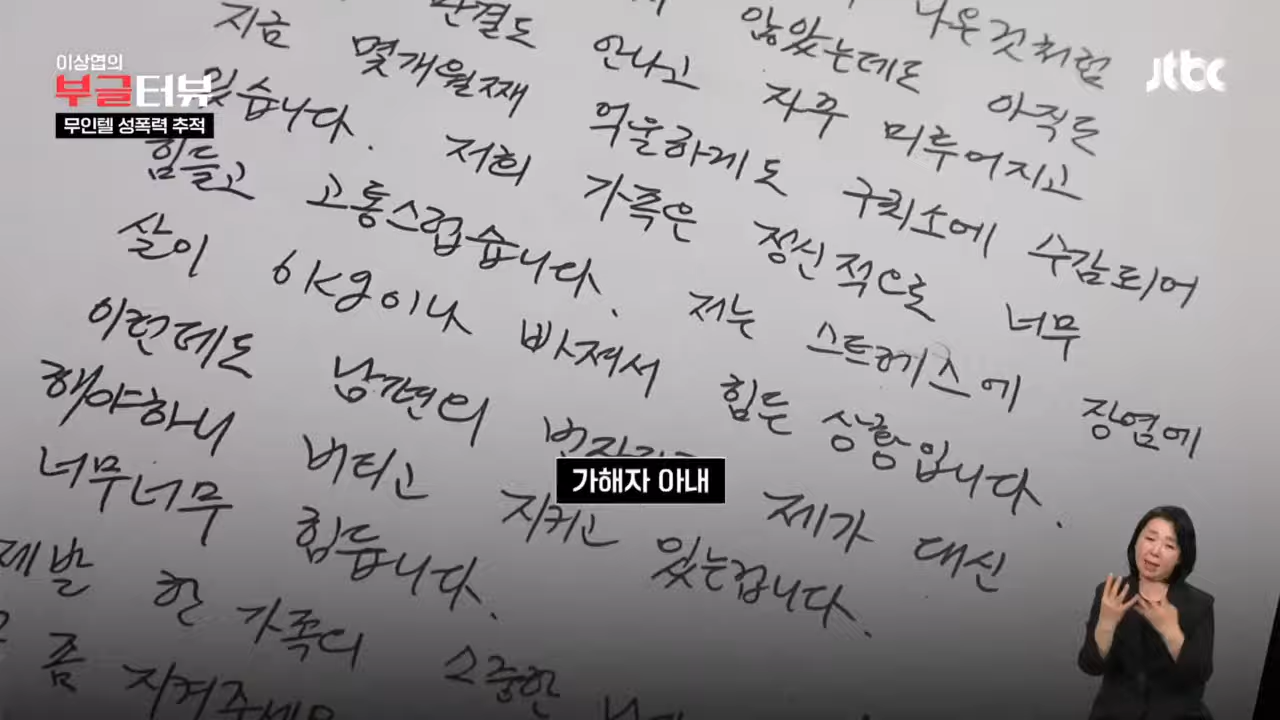 이상엽의
부글터뷰
무인텔 성폭력 추적
jtbc
나온것처럼
판결도 않았는데도 아직도
지금 몇개월째 안나고 자꾸 미루어지고
있습니다. 억울하게도 구치소에 수감되어
힘들고 고통스럽습니다. 저희 가족은 정신적으로 너무
살이 6kg이나 빠져서 저는 스트레스에 장염에
이런데도 남편의 힘든 상황입니다.
해야하니 버티고 지키고 제가 대신
너무너무 힘듭니다. 있는겁니다.
제발 한 가족의 소중한
좀 지켜주세요
가해자 아내